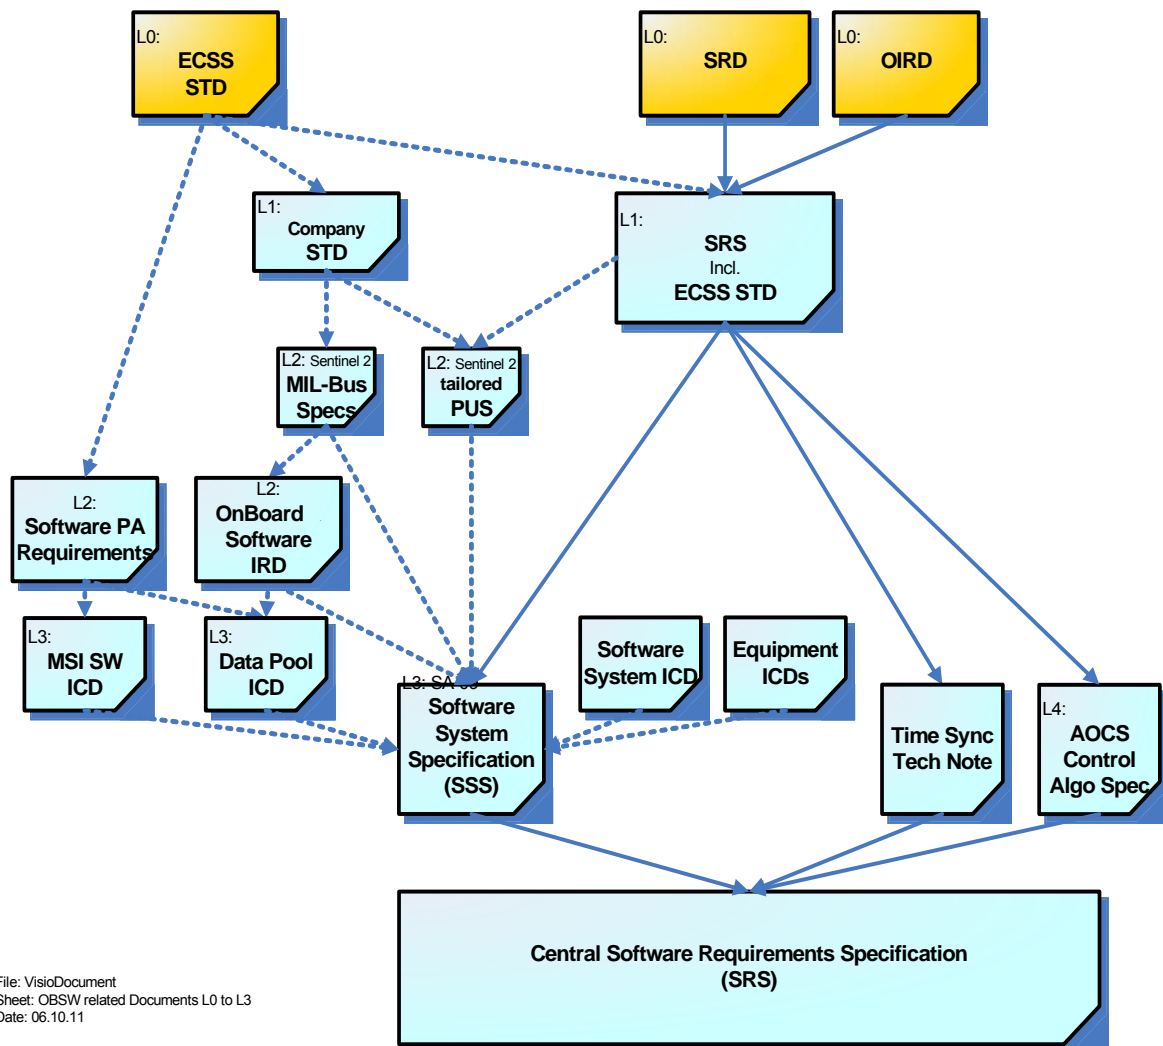 L0:
ECSS
STD
L0:
SRD
L0:
OIRD
L1:
Company
STD
L1:
SRS
Incl.
ECSS STD
L2: Sentinel 2
MIL-Bus
Specs
L2: Sentinel 2
tailored
PUS
L2:
Software PA
Requirements
L2:
OnBoard
Software
IRD
L3:
MSI SW
ICD
L3:
Data Pool
ICD
Software
System ICD
Equipment
ICDs
L3:
Software
System
Specification
(SSS)
Time Sync
Tech Note
L4:
AOCS
Control
Algo Spec
Central Software Requirements Specification
(SRS)
File: VisioDocument
Sheet: OBSW related Documents L0 to L3
Date: 06.10.11